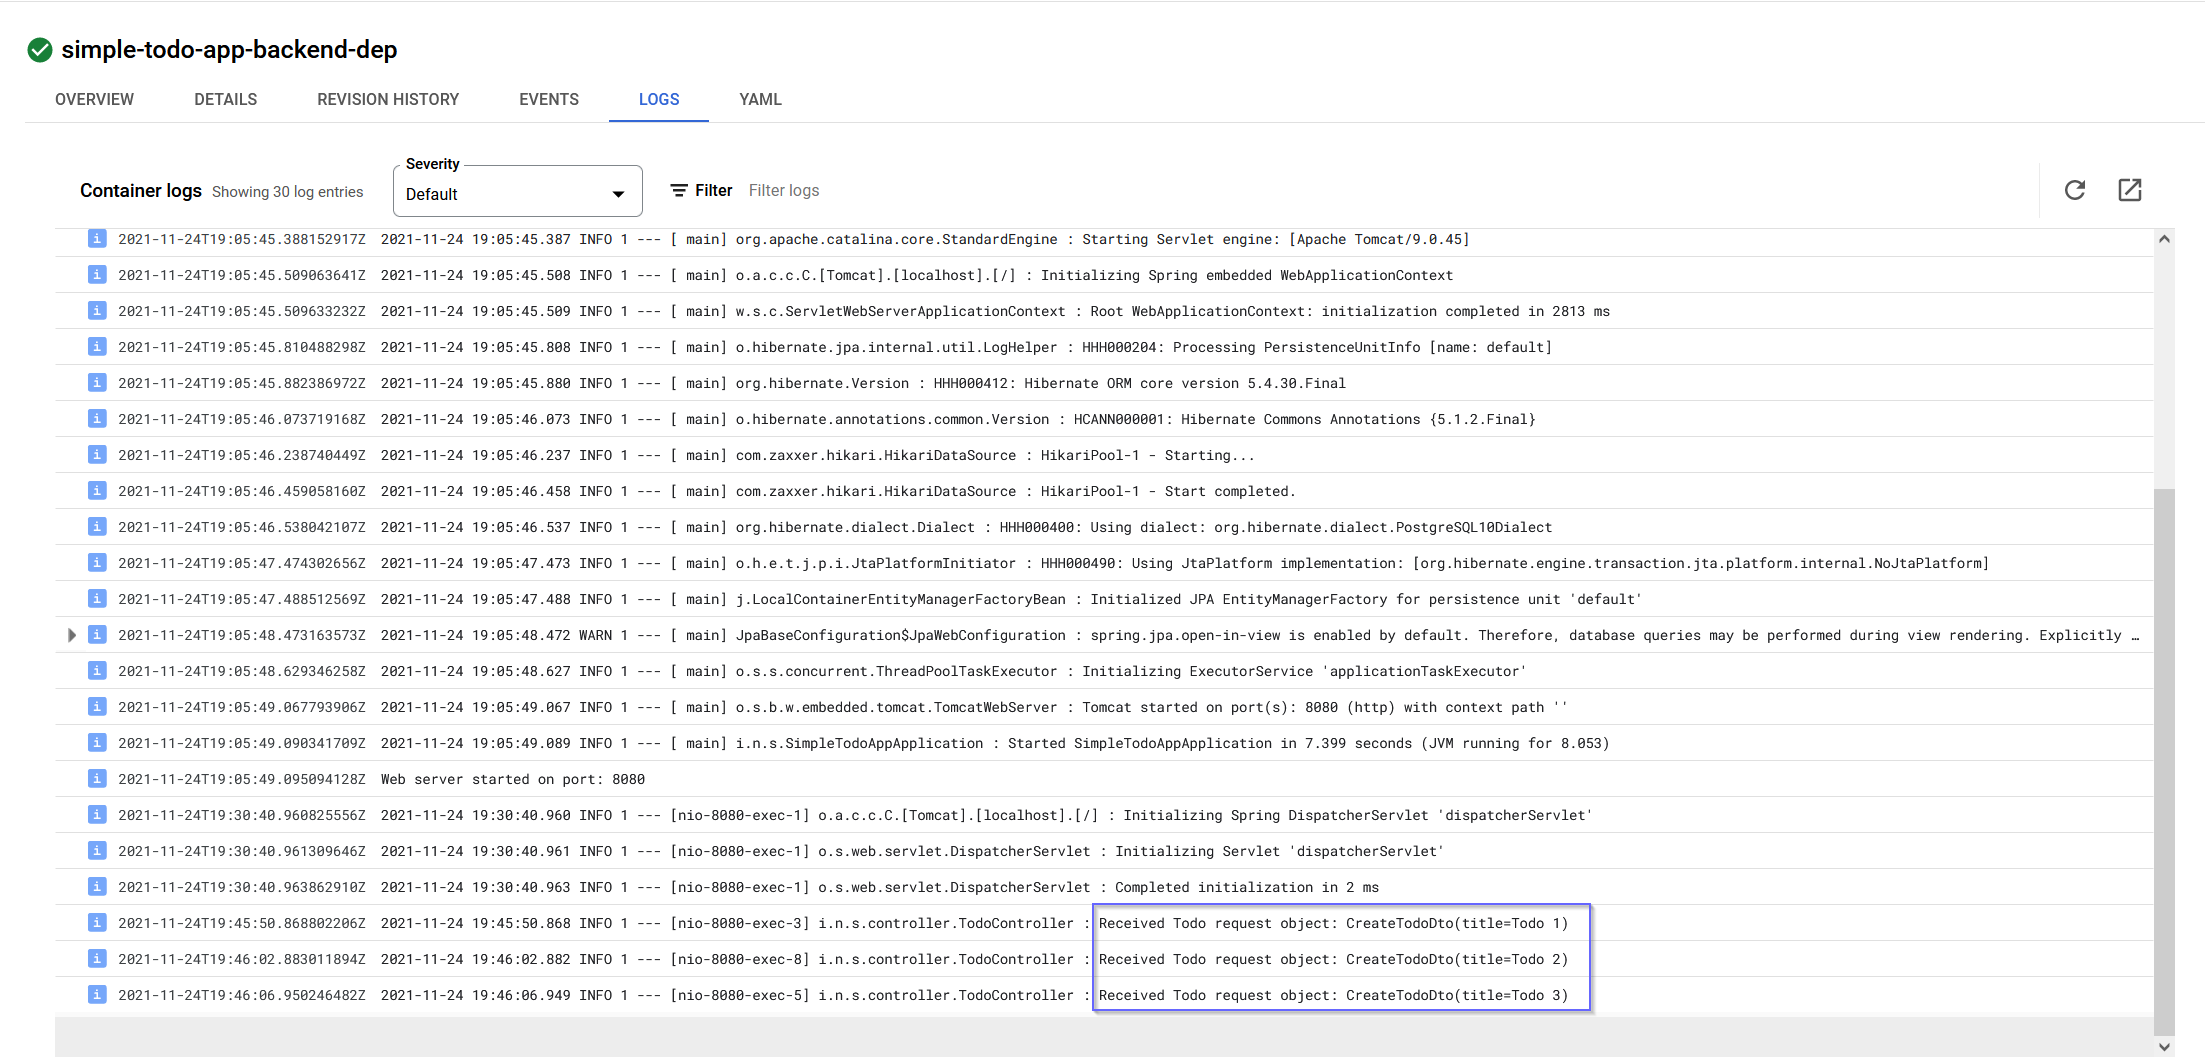 simple-todo-app-backend-dep
OVERVIEW DETAILS REVISION HISTORY EVENTS LOGS YAML
Severity
Container logs Showing 30 log entries Default Filter Filter logs
i 2021-11-24T19:05:45.388152917Z 2021-11-24 19:05:45.387 INFO 1 --- [ main] org.apache.catalina.core.StandardEngine : Starting Servlet engine: [Apache Tomcat/9.0.45]
i 2021-11-24T19:05:45.509063641Z 2021-11-24 19:05:45.508 INFO 1 --- [ main] o.a.c.c.C.[Tomcat].[localhost].[/] : Initializing Spring embedded WebApplicationContext
i 2021-11-24T19:05:45.509633232Z 2021-11-24 19:05:45.509 INFO 1 --- [ main] w.s.c.ServletWebServerApplicationContext : Root WebApplicationContext: initialization completed in 2813 ms
i 2021-11-24T19:05:45.810488298Z 2021-11-24 19:05:45.808 INFO 1 --- [ main] o.hibernate.jpa.internal.util.LogHelper : HHH000204: Processing PersistenceUnitInfo [name: default]
i 2021-11-24T19:05:45.882386972Z 2021-11-24 19:05:45.880 INFO 1 --- [ main] org.hibernate.Version : HHH000412: Hibernate ORM core version 5.4.30.Final
i 2021-11-24T19:05:46.073719168Z 2021-11-24 19:05:46.073 INFO 1 --- [ main] o.hibernate.annotations.common.Version : HCANN000001: Hibernate Commons Annotations {5.1.2.Final}
i 2021-11-24T19:05:46.238740449Z 2021-11-24 19:05:46.237 INFO 1 --- [ main] com.zaxxer.hikari.HikariDataSource : HikariPool-1 - Starting...
i 2021-11-24T19:05:46.459058160Z 2021-11-24 19:05:46.458 INFO 1 --- [ main] com.zaxxer.hikari.HikariDataSource : HikariPool-1 - Start completed.
i 2021-11-24T19:05:46.538042107Z 2021-11-24 19:05:46.537 INFO 1 --- [ main] org.hibernate.dialect.Dialect : HHH000400: Using dialect: org.hibernate.dialect.PostgreSQL10Dialect
i 2021-11-24T19:05:47.474302656Z 2021-11-24 19:05:47.473 INFO 1 --- [ main] o.h.e.t.j.p.i.JtaPlatformInitiator : HHH000490: Using JtaPlatform implementation: [org.hibernate.engine.transaction.jta.platform.internal.NoJtaPlatform]
i 2021-11-24T19:05:47.488512569Z 2021-11-24 19:05:47.488 INFO 1 --- [ main] j.LocalContainerEntityManagerFactoryBean : Initialized JPA EntityManagerFactory for persistence unit 'default'
i 2021-11-24T19:05:48.473163573Z 2021-11-24 19:05:48.472 WARN 1 --- [ main] JpaBaseConfiguration$JpaWebConfiguration : spring.jpa.open-in-view is enabled by default. Therefore, database queries may be performed during view rendering. Explicitly …
i 2021-11-24T19:05:48.629346258Z 2021-11-24 19:05:48.627 INFO 1 --- [ main] o.s.s.concurrent.ThreadPoolTaskExecutor : Initializing ExecutorService 'applicationTaskExecutor'
i 2021-11-24T19:05:49.067793906Z 2021-11-24 19:05:49.067 INFO 1 --- [ main] o.s.b.w.embedded.tomcat.TomcatWebServer : Tomcat started on port(s): 8080 (http) with context path ''
i 2021-11-24T19:05:49.090341709Z 2021-11-24 19:05:49.089 INFO 1 --- [ main] i.n.s.SimpleTodoAppApplication : Started SimpleTodoAppApplication in 7.399 seconds (JVM running for 8.053)
i 2021-11-24T19:05:49.095094128Z Web server started on port: 8080
i 2021-11-24T19:30:40.960825556Z 2021-11-24 19:30:40.960 INFO 1 --- [nio-8080-exec-1] o.a.c.c.C.[Tomcat].[localhost].[/] : Initializing Spring DispatcherServlet 'dispatcherServlet'
i 2021-11-24T19:30:40.961309646Z 2021-11-24 19:30:40.961 INFO 1 --- [nio-8080-exec-1] o.s.web.servlet.DispatcherServlet : Initializing Servlet 'dispatcherServlet'
i 2021-11-24T19:30:40.963862910Z 2021-11-24 19:30:40.963 INFO 1 --- [nio-8080-exec-1] o.s.web.servlet.DispatcherServlet : Completed initialization in 2 ms
i 2021-11-24T19:45:50.868802206Z 2021-11-24 19:45:50.868 INFO 1 --- [nio-8080-exec-3] i.n.s.controller.TodoController : Received Todo request object: CreateTodoDto(title=Todo 1)
i 2021-11-24T19:46:02.883011894Z 2021-11-24 19:46:02.882 INFO 1 --- [nio-8080-exec-8] i.n.s.controller.TodoController : Received Todo request object: CreateTodoDto(title=Todo 2)
i 2021-11-24T19:46:06.950246482Z 2021-11-24 19:46:06.949 INFO 1 --- [nio-8080-exec-5] i.n.s.controller.TodoController : Received Todo request object: CreateTodoDto(title=Todo 3)